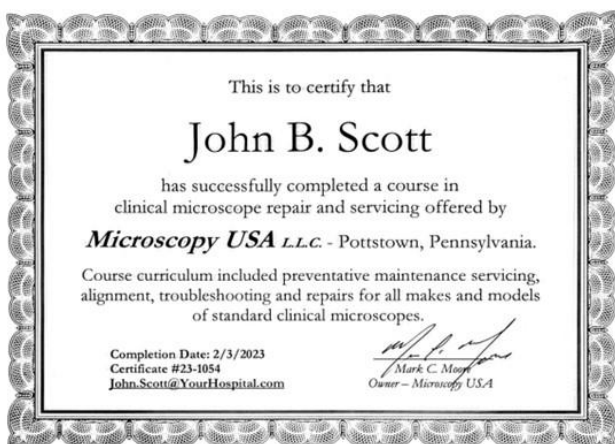 This is to certify that
John B. Scott
has successfully completed a course in
clinical microscope repair and servicing offered by
Microscopy USA L.L.C. - Pottstown, Pennsylvania.
Course curriculum included preventative maintenance servicing,
alignment, troubleshooting and repairs for all makes and models
of standard clinical microscopes.
Completion Date: 2/3/2023
Certificate #23-1054
John.Scott@YourHospital.com
Mark C. Moon
Owner – Microscopy USA